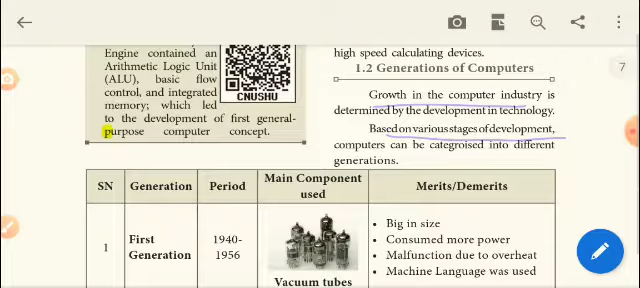 Engine contained an
Arithmetic Logic Unit
(ALU), basic flow
control, and integrated
memory; which led
to the development of first general-
purpose computer concept.
CNUSHU
high speed calculating devices.
1.2 Generations of Computers
Growth in the computer industry is
determined by the development in technology.
Based on various stages of development,
computers can be categrised into different
generations.
7
SN Generation Period Main Component used Merits/Demerits
1 First Generation 1940-1956 Vacuum tubes
• Big in size
• Consumed more power
• Malfunction due to overheat
• Machine Language was used